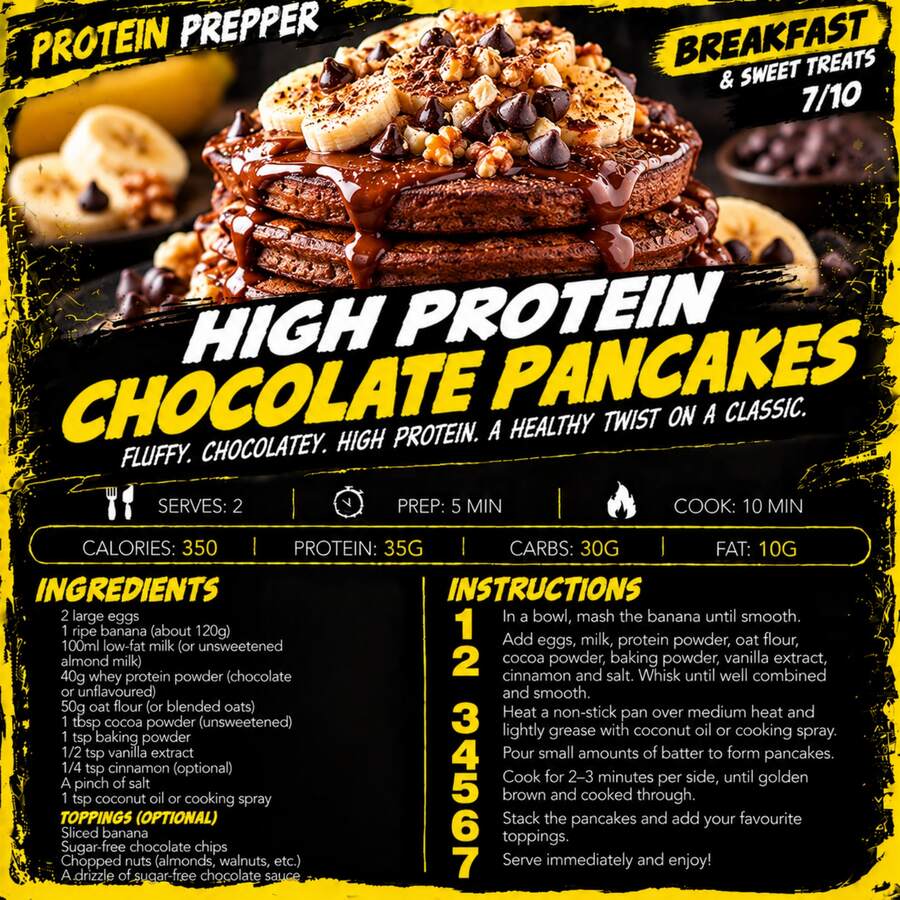 PROTEIN PREPPER
BREAKFAST
& SWEET TREATS
7/10
HIGH PROTEIN
CHOCOLATE PANCAKES
FLUFFY. CHOCOLATEY. HIGH PROTEIN. A HEALTHY TWIST ON A CLASSIC.
SERVES: 2
PREP: 5 MIN
COOK: 10 MIN
CALORIES: 350
PROTEIN: 35G
CARBS: 30G
FAT: 10G
INGREDIENTS
2 large eggs
1 ripe banana (about 120g)
100ml low-fat milk (or unsweetened
almond milk)
40g whey protein powder (chocolate
or unflavoured)
50g oat flour (or blended oats)
1 tbsp cocoa powder (unsweetened)
1 tsp baking powder
1/2 tsp vanilla extract
1/4 tsp cinnamon (optional)
A pinch of salt
1 tsp coconut oil or cooking spray
TOPPINGS (OPTIONAL)
Sliced banana
Sugar-free chocolate chips
Chopped nuts (almonds, walnuts, etc.)
A drizzle of sugar-free chocolate sauce
INSTRUCTIONS
1 In a bowl, mash the banana until smooth.
2 Add eggs, milk, protein powder, oat flour,
cocoa powder, baking powder, vanilla extract,
cinnamon and salt. Whisk until well combined
and smooth.
3 Heat a non-stick pan over medium heat and
lightly grease with coconut oil or cooking spray.
4 Pour small amounts of batter to form pancakes.
5 Cook for 2–3 minutes per side, until golden
brown and cooked through.
6 Stack the pancakes and add your favourite
toppings.
7 Serve immediately and enjoy!